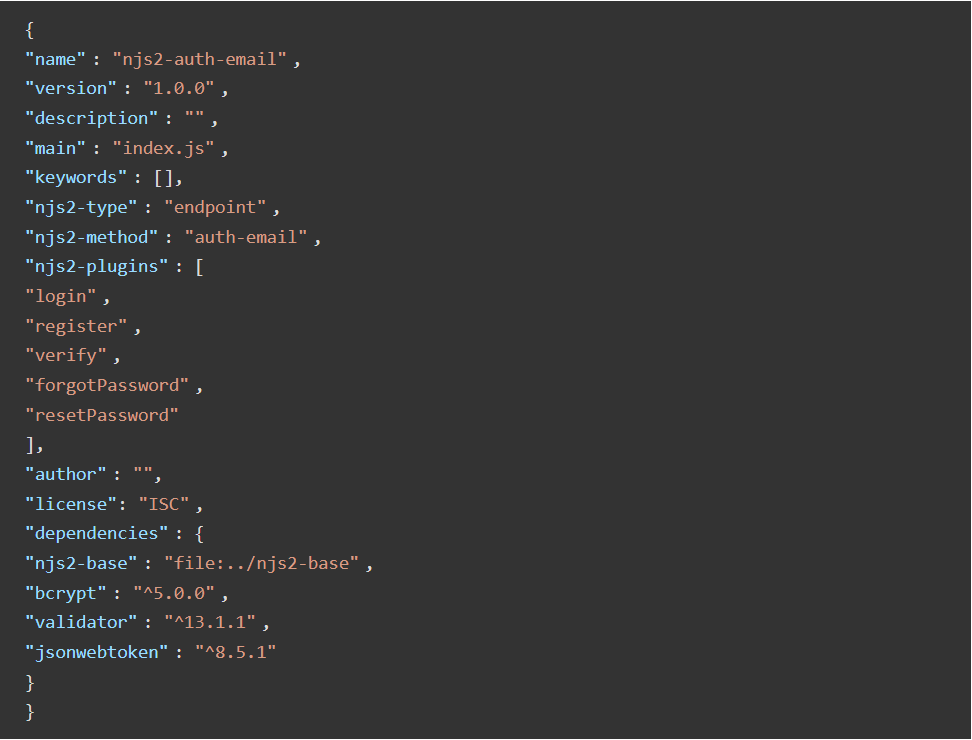 {
"name" : "njs2-auth-email" ,
"version" : "1.0.0" ,
"description" : "" ,
"main" : "index.js" ,
"keywords" : [],
"njs2-type" : "endpoint" ,
"njs2-method" : "auth-email" ,
"njs2-plugins" : [
"login" ,
"register" ,
"verify" ,
"forgotPassword" ,
"resetPassword"
],
"author" : "",
"license": "ISC" ,
"dependencies" : {
"njs2-base" : "file:../njs2-base" ,
"bcrypt" : "^5.0.0" ,
"validator" : "^13.1.1" ,
"jsonwebtoken" : "^8.5.1"
}
}